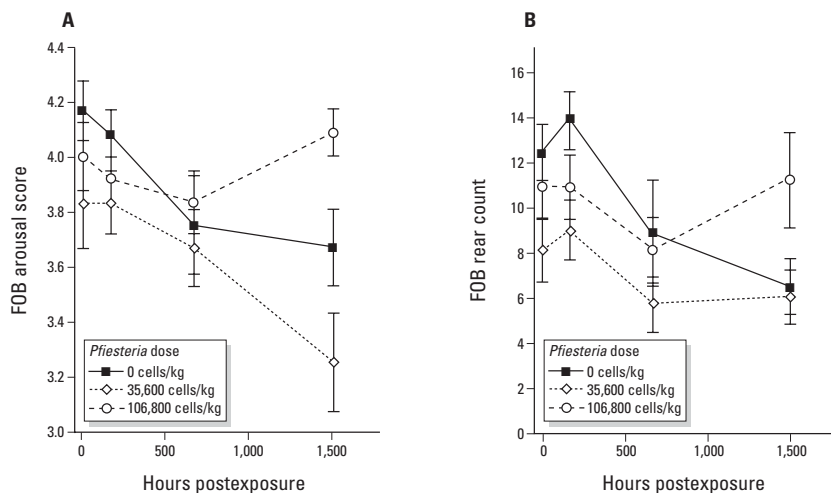 A
FOB arousal score
4.4
4.2
4.0
3.8
3.6
3.4
3.2
3.0
Pfiesteria dose
0 cells/kg
35,600 cells/kg
106,800 cells/kg
0
500
1,000
1,500
Hours postexposure
B
FOB rear count
16
14
12
10
8
6
4
2
0
Pfiesteria dose
0 cells/kg
35,600 cells/kg
106,800 cells/kg
0
500
1,000
1,500
Hours postexposure